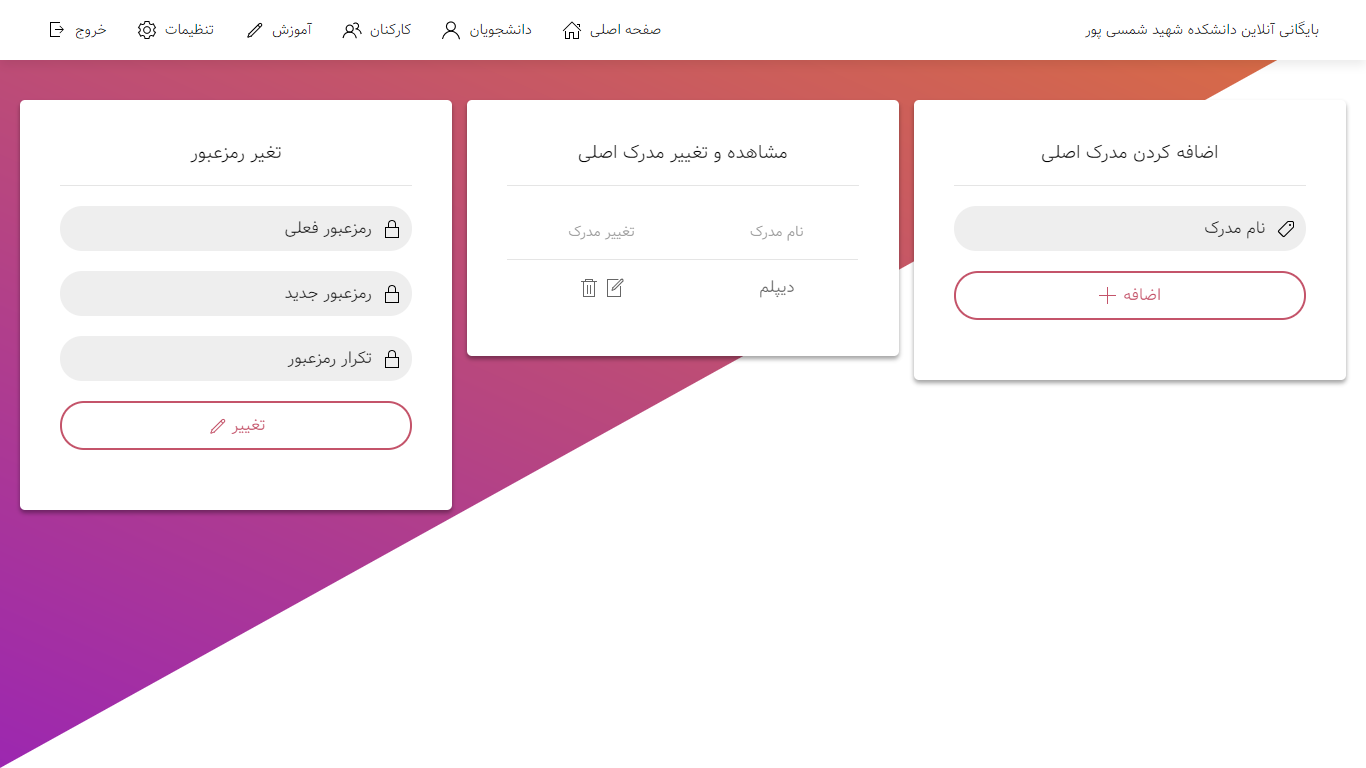 بایگانی آنلاین دانشکده شهید شمسی پور
صفحه اصلی
دانشجویان
کارکنان
آموزش
تنظیمات
خروج
اضافه کردن مدرک اصلی
نام مدرک
اضافه
مشاهده و تغییر مدرک اصلی
نام مدرک
تغییر مدرک
دیپلم
تغیر رمزعبور
رمزعبور فعلی
رمزعبور جدید
تکرار رمزعبور
تغییر